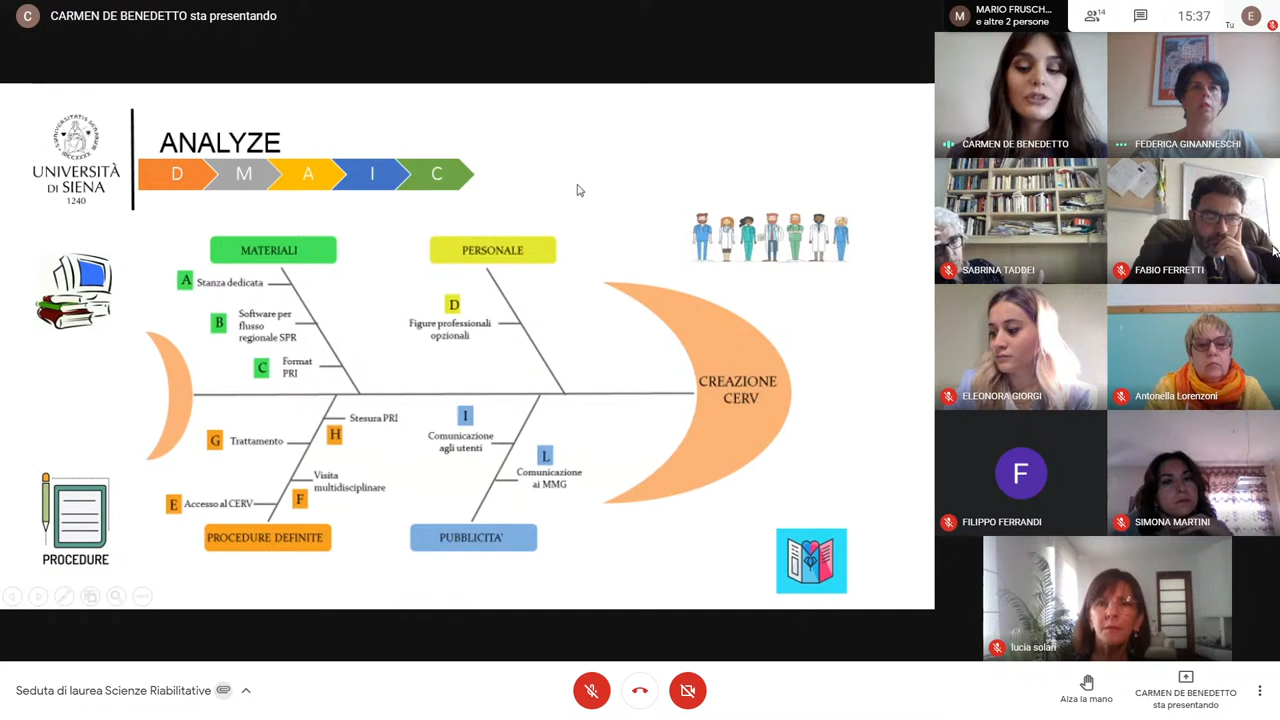 C
CARMEN DE BENEDETTO sta presentando
M
MARIO FRUSCH...
e altre 2 persone
14
15:37
Tu
E
UNIVERSITÀ
DI SIENA
1240
ANALYZE
D M A I C
MATERIALI
PERSONALE
A
Stanza dedicata
B
Software per
flusso
regionale SPR
C
Format
PRI
D
Figure professionali
opzionali
CREAZIONE
CERV
G
Trattamento
H
Stesura PRI
E
Accesso al CERV
F
Visita
multidisciplinare
I
Comunicazione
agli utenti
L
Comunicazione
ai MMG
PROCEDURE DEFINITE
PUBBLICITA'
PROCEDURE
CARMEN DE BENEDETTO
FEDERICA GINANNESCHI
SABRINA TADDEI
FABIO FERRETTI
ELEONORA GIORGI
Antonella Lorenzoni
F
FILIPPO FERRANDI
SIMONA MARTINI
lucia solari
Seduta di laurea Scienze Riabilitative
Alza la mano
CARMEN DE BENEDETTO
sta presentando